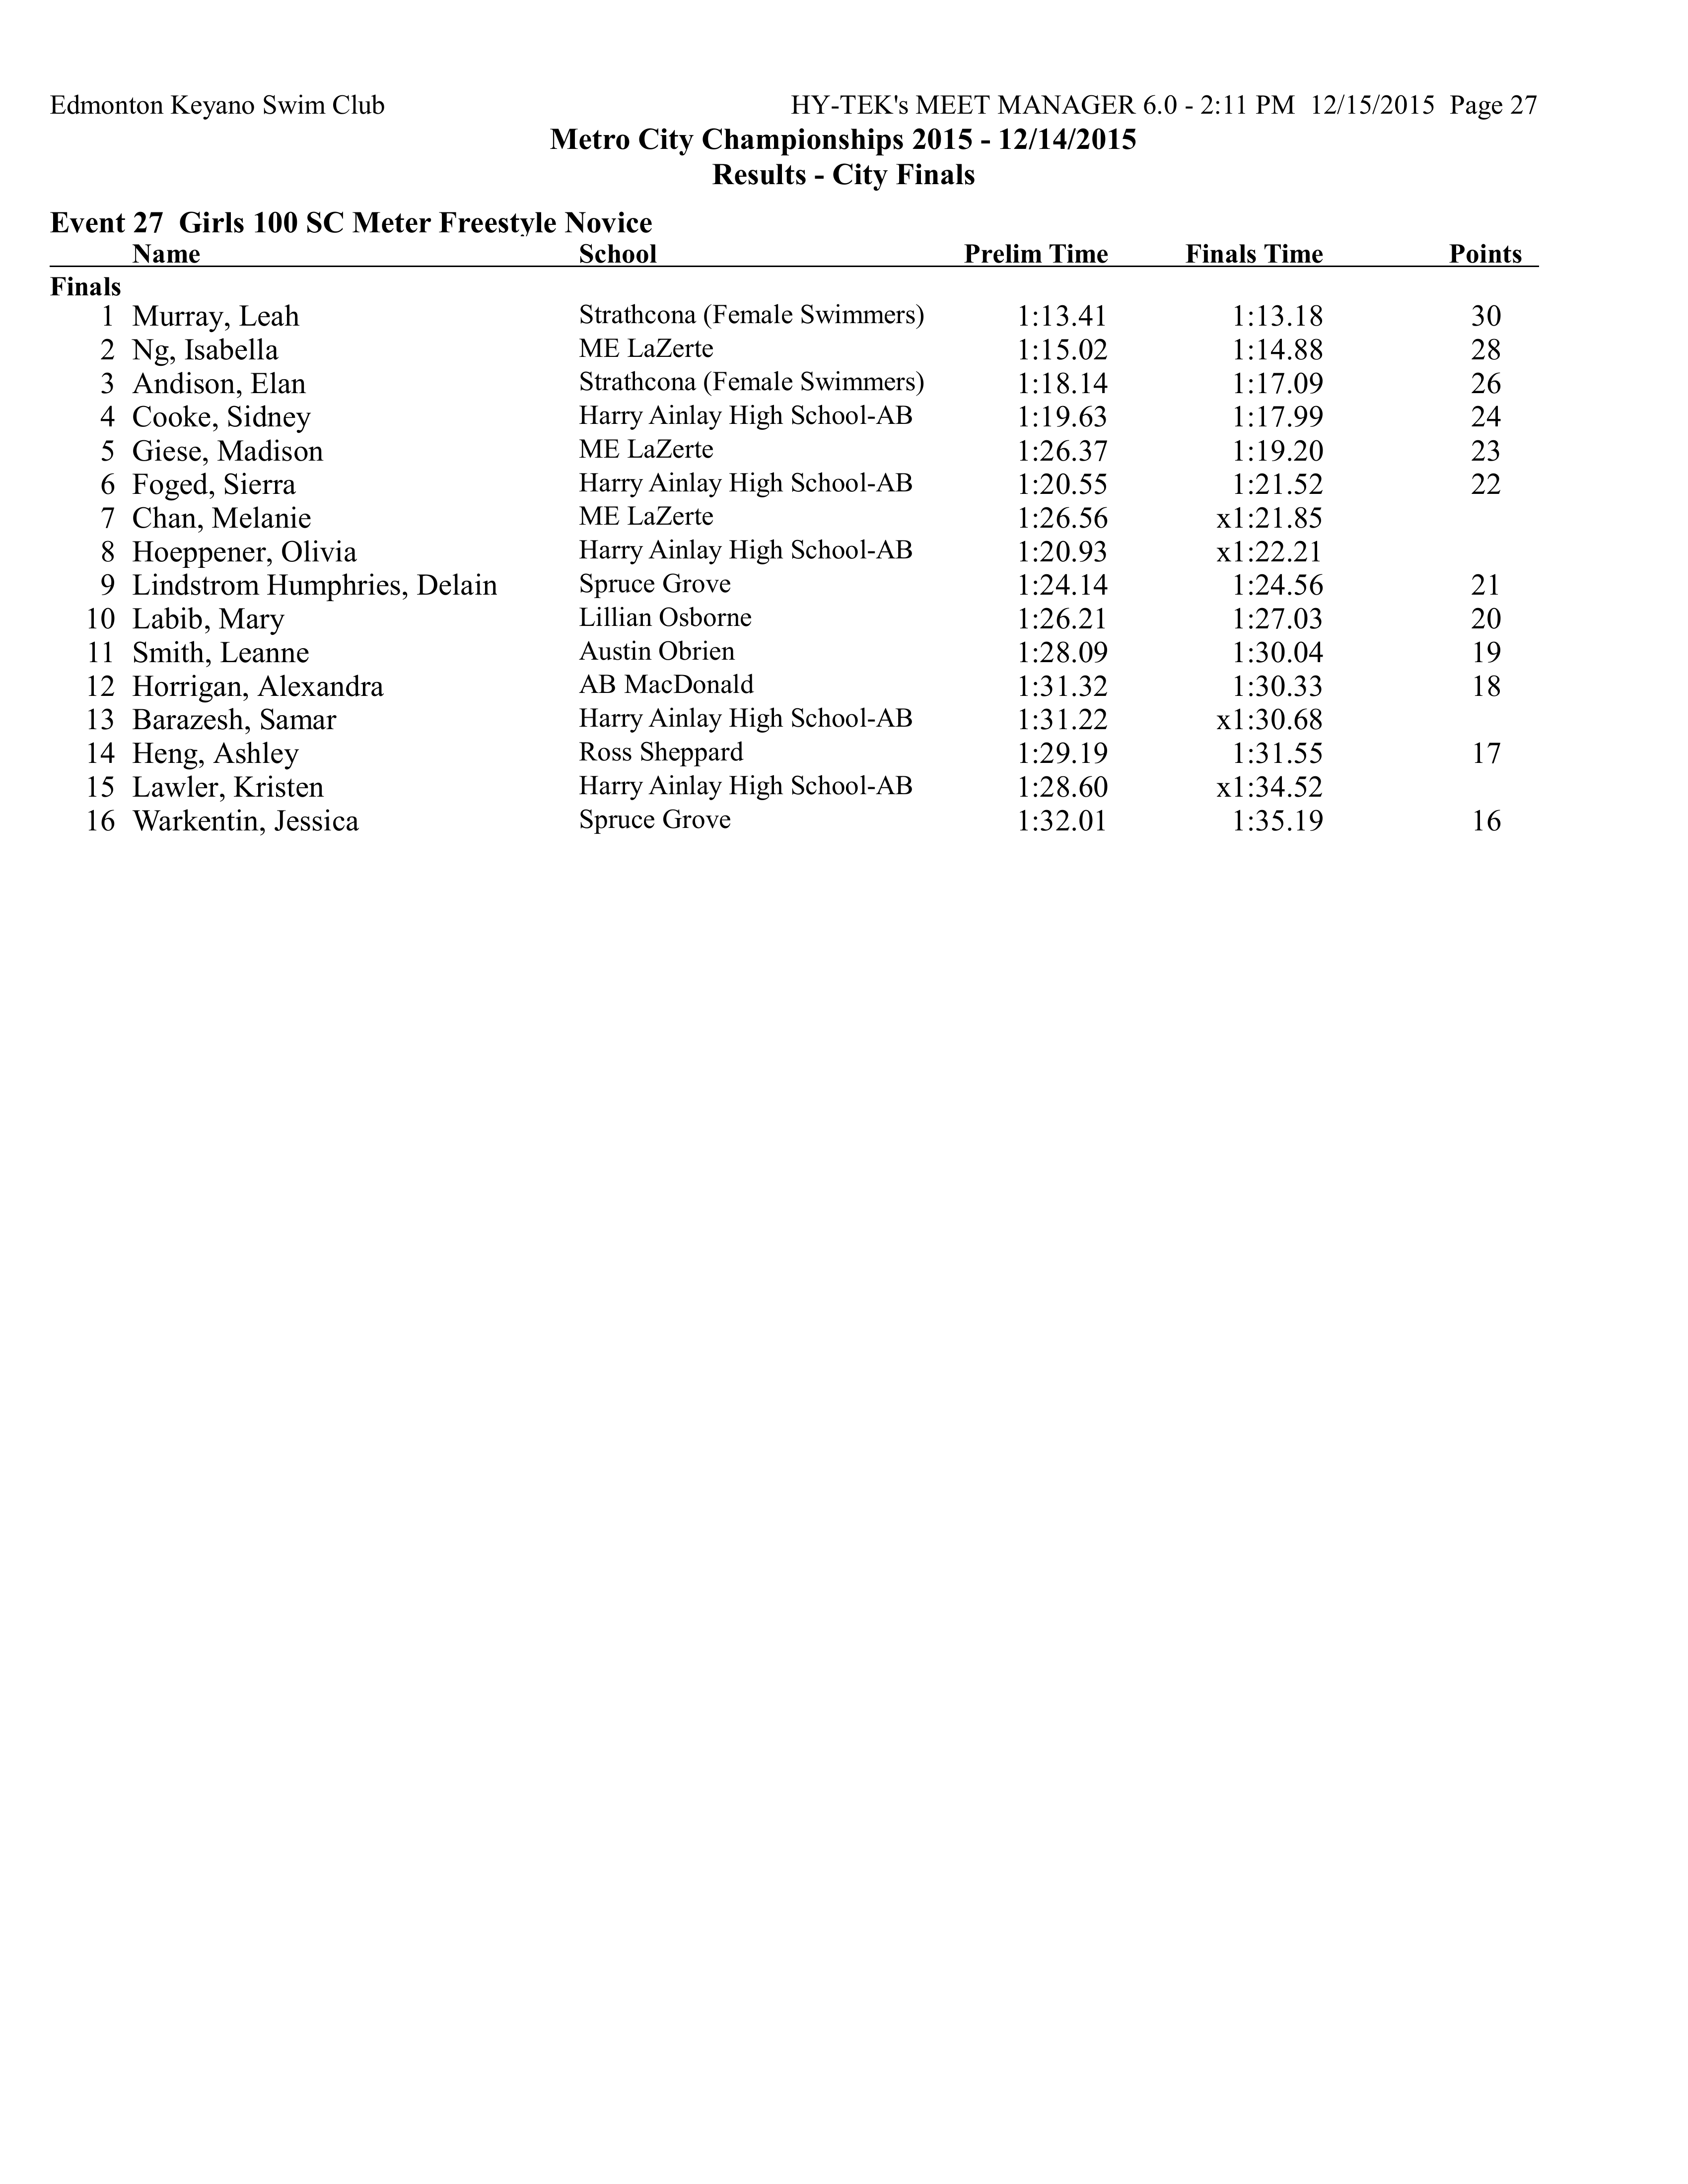 Edmonton Keyano Swim Club HY-TEK's MEET MANAGER 6.0 - 2:11 PM 12/15/2015 Page 27
Metro City Championships 2015 - 12/14/2015
Results - City Finals
Event 27 Girls 100 SC Meter Freestyle Novice
Name School Prelim Time Finals Time Points
Finals
1 Murray, Leah Strathcona (Female Swimmers) 1:13.41 1:13.18 30
2 Ng, Isabella ME LaZerte 1:15.02 1:14.88 28
3 Andison, Elan Strathcona (Female Swimmers) 1:18.14 1:17.09 26
4 Cooke, Sidney Harry Ainlay High School-AB 1:19.63 1:17.99 24
5 Giese, Madison ME LaZerte 1:26.37 1:19.20 23
6 Foged, Sierra Harry Ainlay High School-AB 1:20.55 1:21.52 22
7 Chan, Melanie ME LaZerte 1:26.56 x1:21.85
8 Hoeppener, Olivia Harry Ainlay High School-AB 1:20.93 x1:22.21
9 Lindstrom Humphries, Delain Spruce Grove 1:24.14 1:24.56 21
10 Labib, Mary Lillian Osborne 1:26.21 1:27.03 20
11 Smith, Leanne Austin Obrien 1:28.09 1:30.04 19
12 Horrigan, Alexandra AB MacDonald 1:31.32 1:30.33 18
13 Barazesh, Samar Harry Ainlay High School-AB 1:31.22 x1:30.68
14 Heng, Ashley Ross Sheppard 1:29.19 1:31.55 17
15 Lawler, Kristen Harry Ainlay High School-AB 1:28.60 x1:34.52
16 Warkentin, Jessica Spruce Grove 1:32.01 1:35.19 16